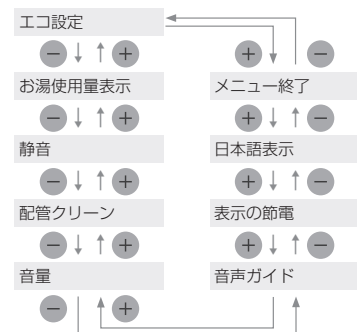 エコ設定
お湯使用量表示
静音
配管クリーン
音量
メニュー終了
日本語表示
表示の節電
音声ガイド